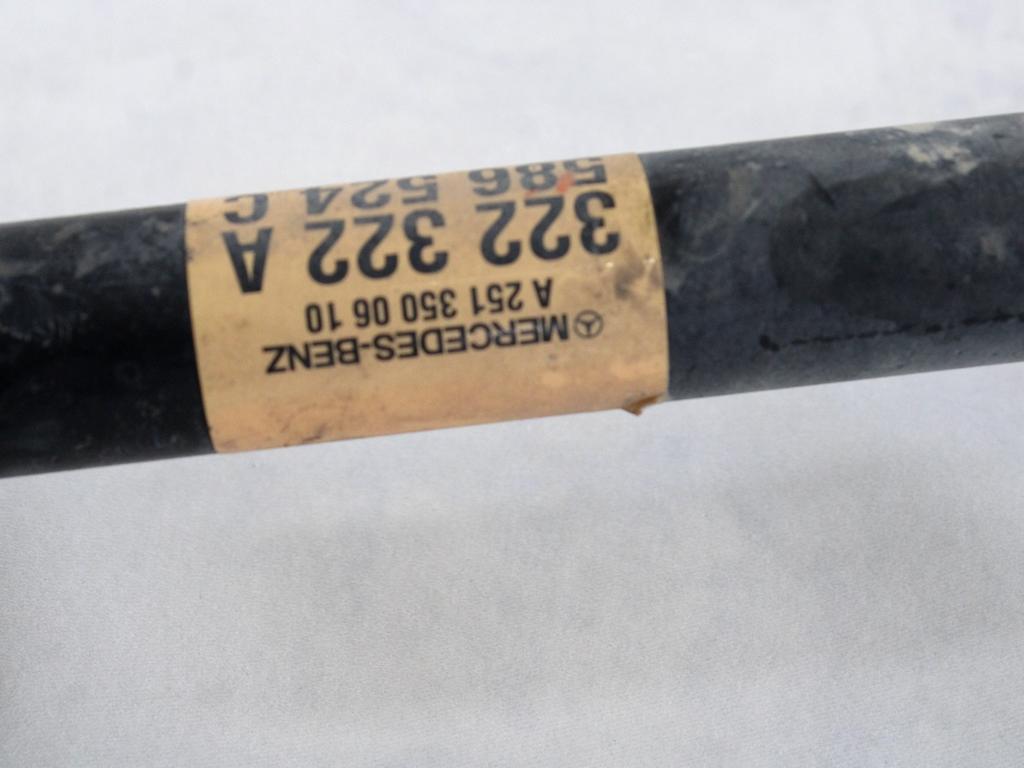 MERCEDES-BENZ
A 251 350 06 10
322 322 A
586 524 C